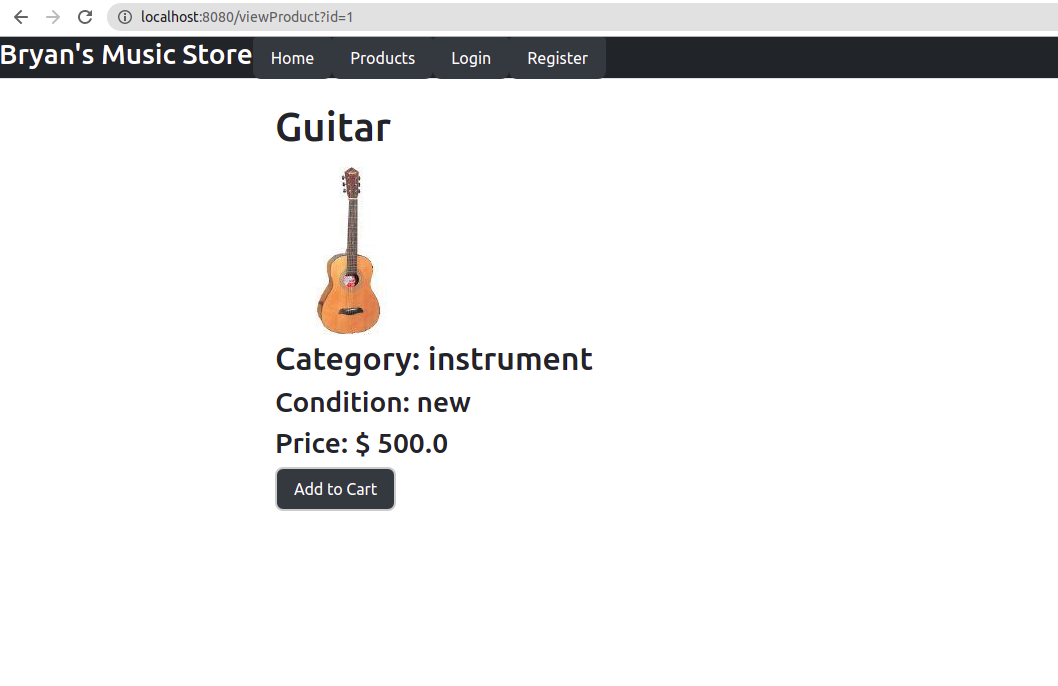 localhost:8080/viewProduct?id=1
Bryan's Music Store Home Products Login Register
Guitar
Category: instrument
Condition: new
Price: $ 500.0
Add to Cart